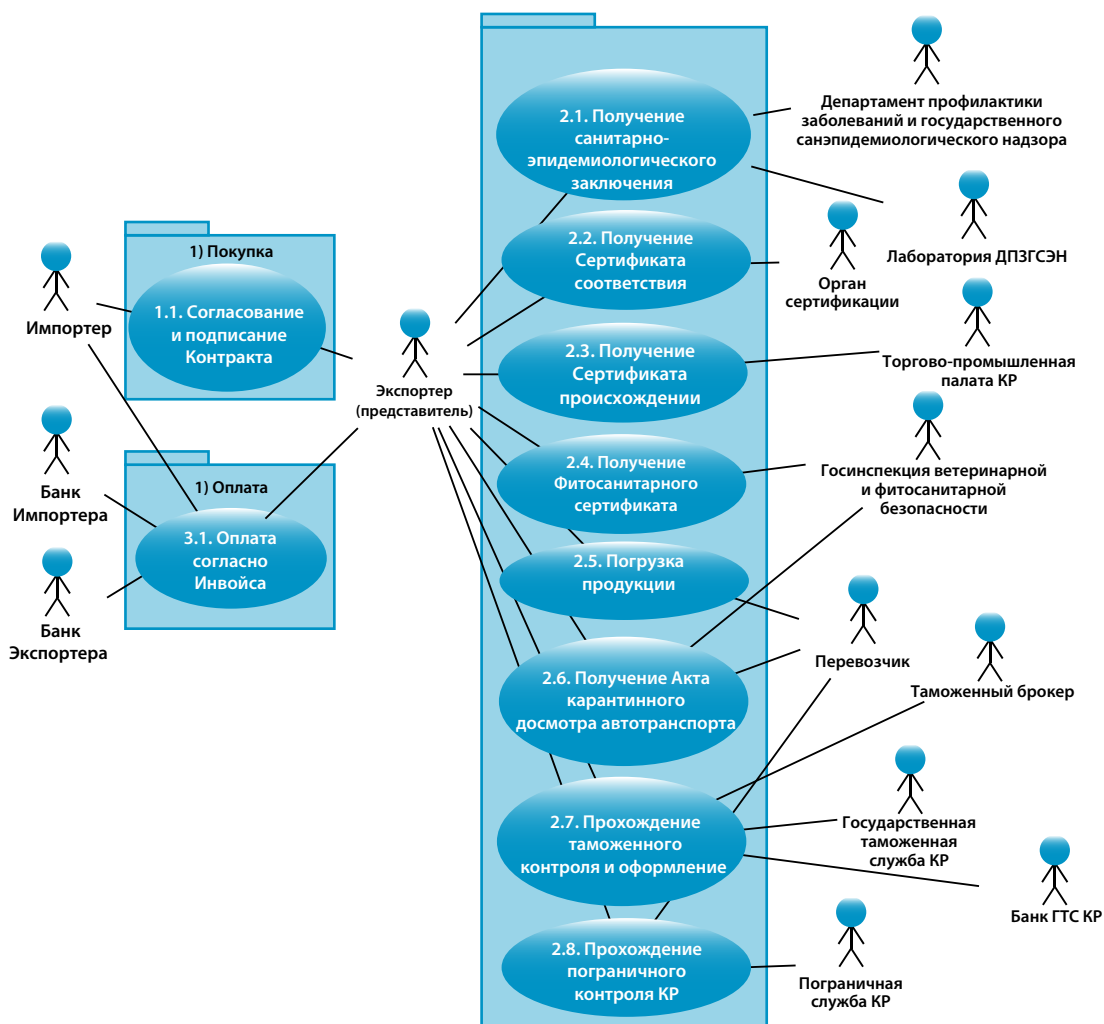 1) Покупка
1.1. Согласование
и подписание
Контракта
Импортер
Банк
Импортера
Банк
Экспортера
1) Оплата
3.1. Оплата
согласно
Инвойса
Экспортер
(представитель)
2.1. Получение
санитарно-
эпидемиологического
заключения
2.2. Получение
Сертификата
соответствия
2.3. Получение
Сертификата
происхождении
2.4. Получение
Фитосанитарного
сертификата
2.5. Погрузка
продукции
2.6. Получение Акта
карантинного
досмотра автотранспорта
2.7. Прохождение
таможенного
контроля и оформление
2.8. Прохождение
пограничного
контроля КР
Департамент профилактики
заболеваний и государственного
санэпидемиологического надзора
Лаборатория ДПЗГСЭН
Орган
сертификации
Торгово-промышленная
палата КР
Госинспекция ветеринарной
и фитосанитарной
безопасности
Перевозчик
Таможенный брокер
Государственная
таможенная
служба КР
Банк ГТС КР
Пограничная
служба КР